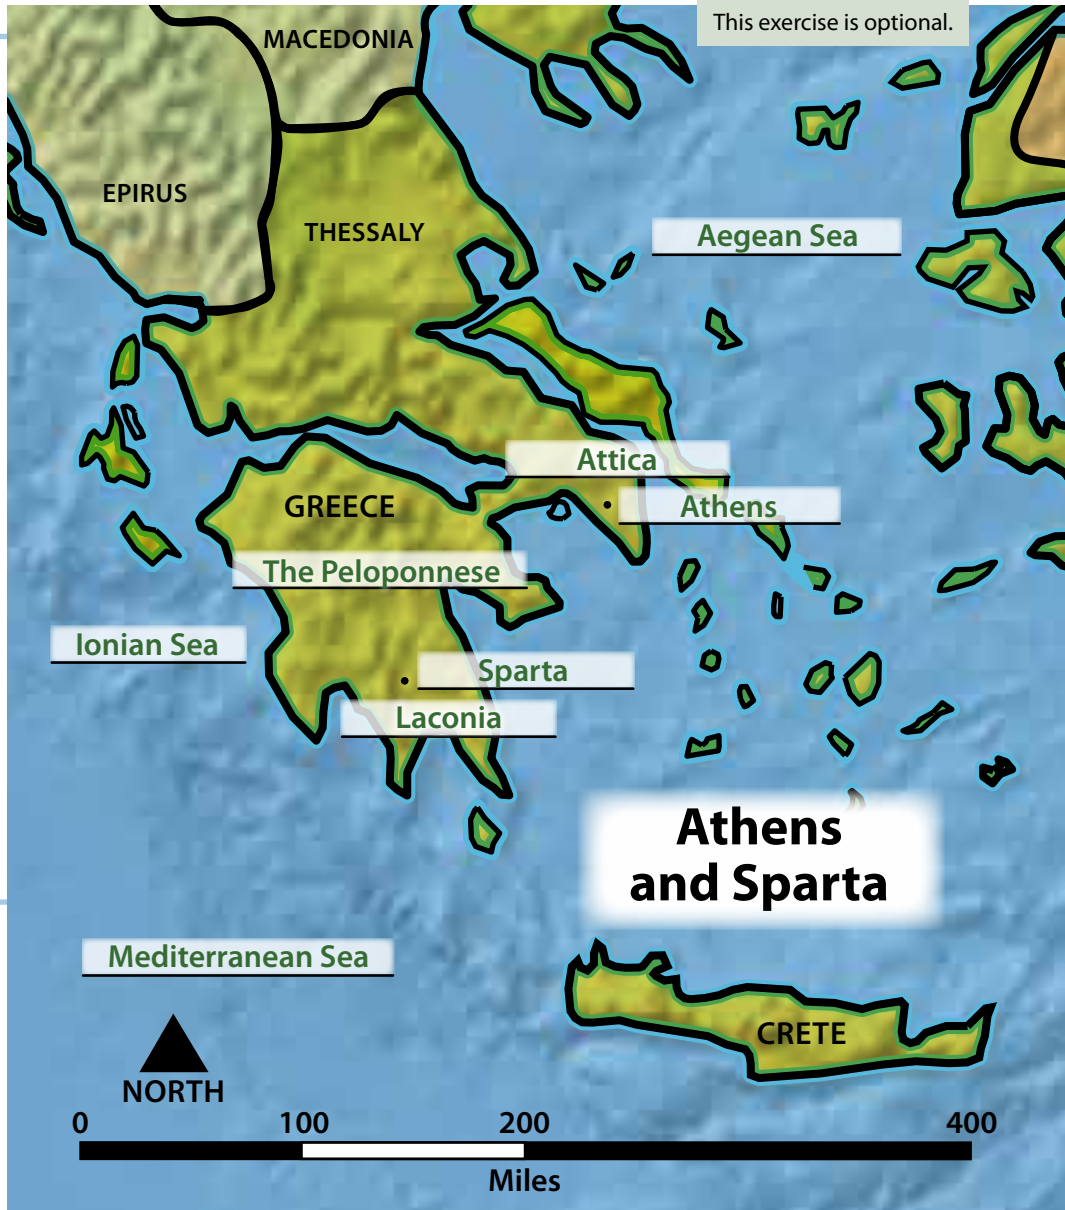 This exercise is optional.
MACEDONIA
EPIRUS
THESSALY
Aegean Sea
Attica
GREECE
Athens
The Peloponnese
Ionian Sea
Sparta
Laconia
Athens
and Sparta
Mediterranean Sea
CRETE
NORTH
0 100 200 400
Miles